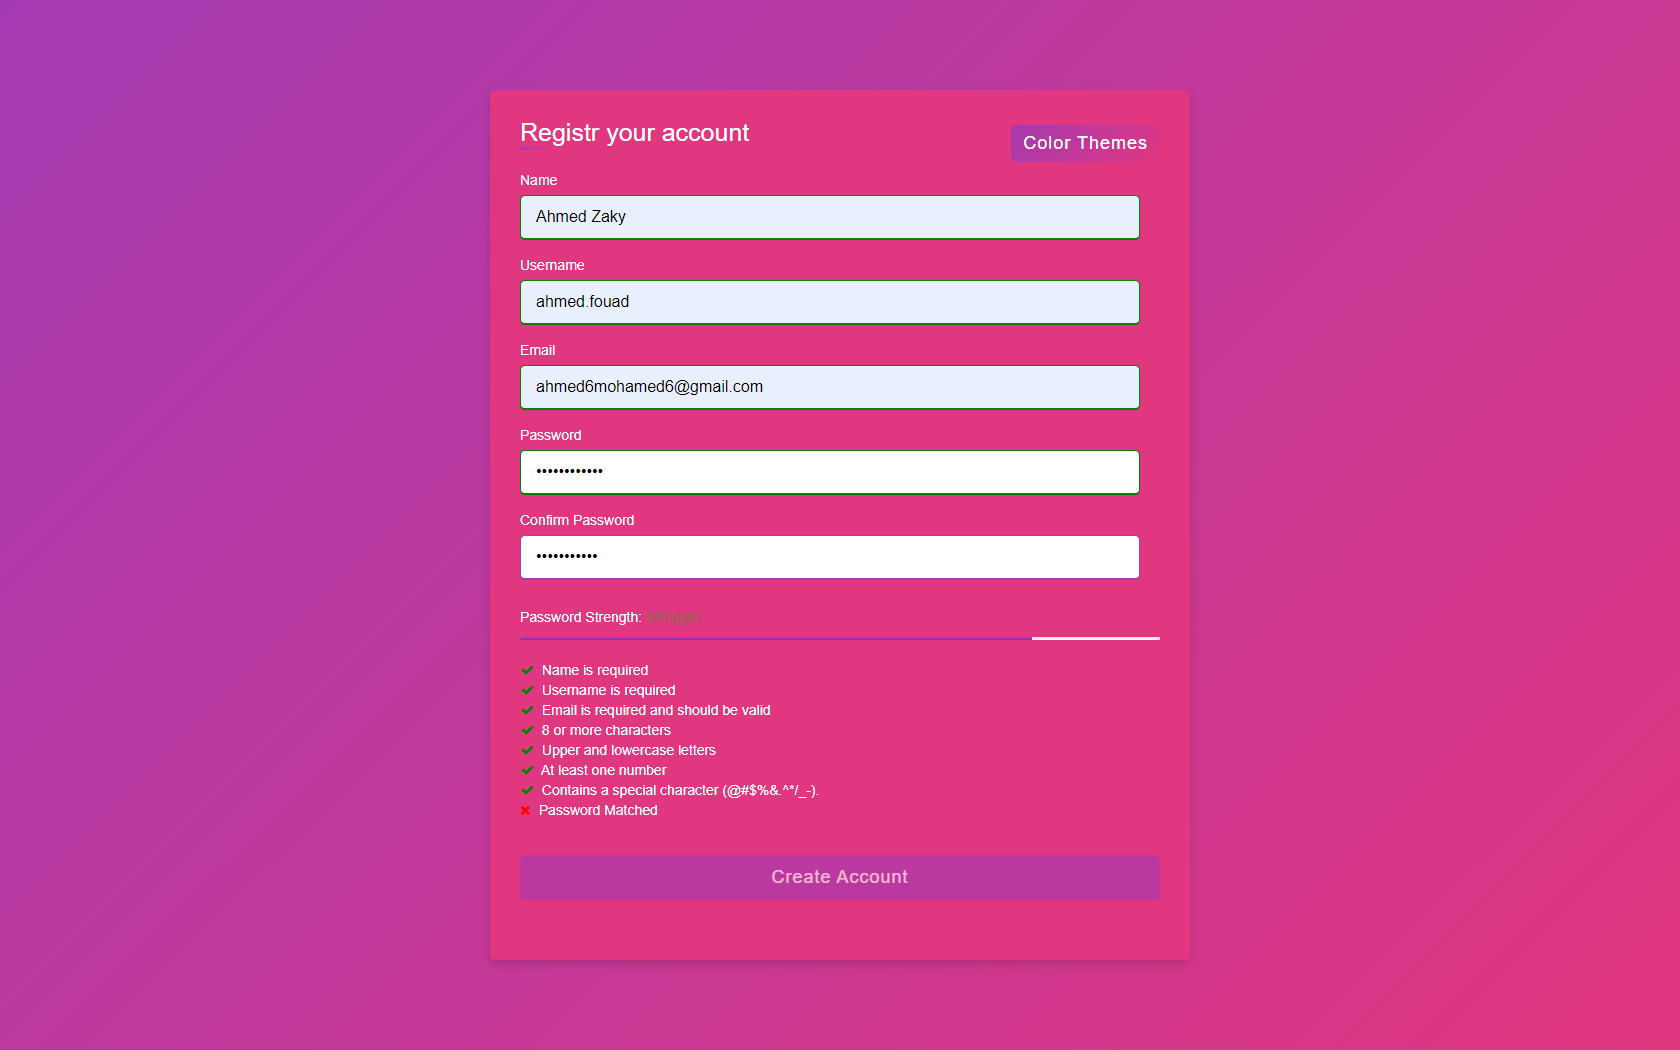 Registr your account
Color Themes
Name
Ahmed Zaky
Username
ahmed.fouad
Email
ahmed6mohamed6@gmail.com
Password
••••••••••••
Confirm Password
•••••••••••
Password Strength: Strength
Name is required
Username is required
Email is required and should be valid
8 or more characters
Upper and lowercase letters
At least one number
Contains a special character (@#$%&.^*/_-).
Password Matched
Create Account